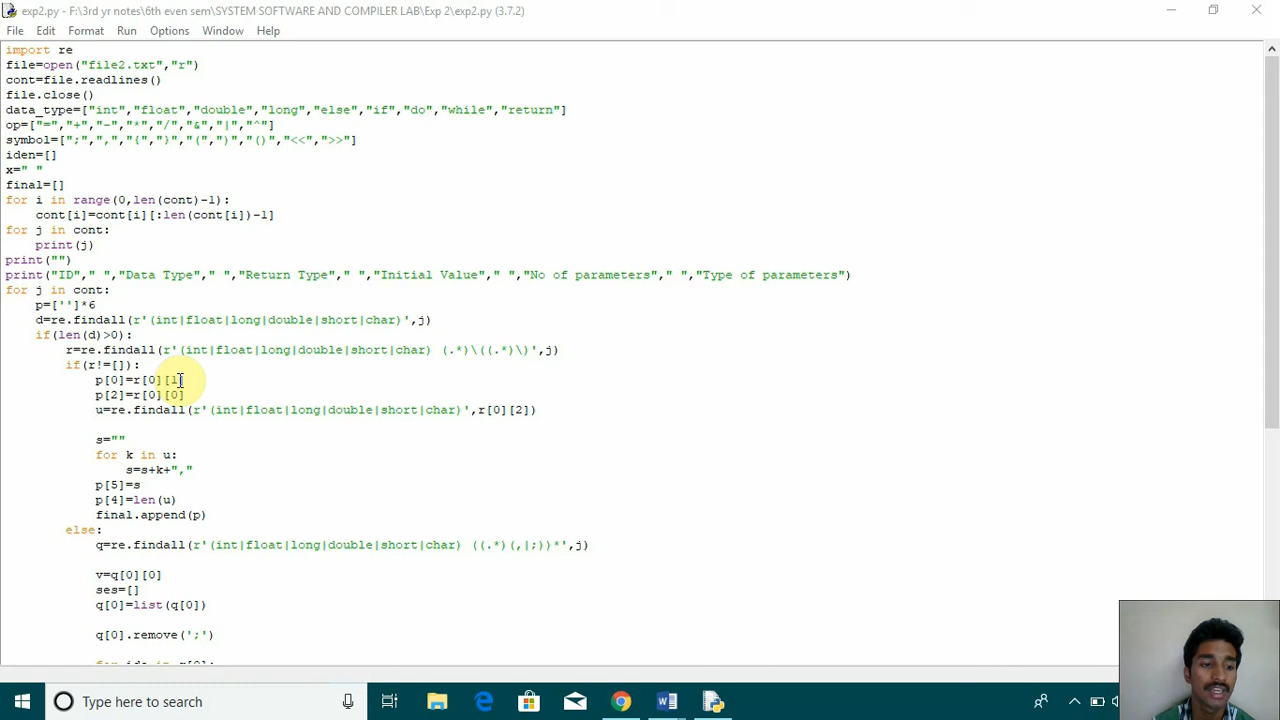 exp2.py - F:\3rd yr notes\6th even sem\SYSTEM SOFTWARE AND COMPILER LAB\Exp 2\exp2.py (3.7.2)
File Edit Format Run Options Window Help
import re
file=open("file2.txt","r")
cont=file.readlines()
file.close()
data_type=["int","float","double","long","else","if","do","while","return"]
op=["=","+","-","*","/","&","|","^"]
symbol=[";",",","{","}","(",")","()","<<",">>"]
iden=[]
x=" "
final=[]
for i in range(0,len(cont)-1):
    cont[i]=cont[i][:len(cont[i])-1]
for j in cont:
    print(j)
print("")
print("ID"," ","Data Type"," ","Return Type"," ","Initial Value"," ","No of parameters"," ","Type of parameters")
for j in cont:
    p=['']*6
    d=re.findall(r'(int|float|long|double|short|char)',j)
    if(len(d)>0):
        r=re.findall(r'(int|float|long|double|short|char) (.*)\((.*)\)',j)
        if(r!=[]):
            p[0]=r[0][1]
            p[2]=r[0][0]
            u=re.findall(r'(int|float|long|double|short|char)',r[0][2])
            s=""
            for k in u:
                s=s+k+","
            p[5]=s
            p[4]=len(u)
            final.append(p)
        else:
            q=re.findall(r'(int|float|long|double|short|char) ((.*)(,|;))*',j)
            v=q[0][0]
            ses=[]
            q[0]=list(q[0])
            q[0].remove(';')
Type here to search